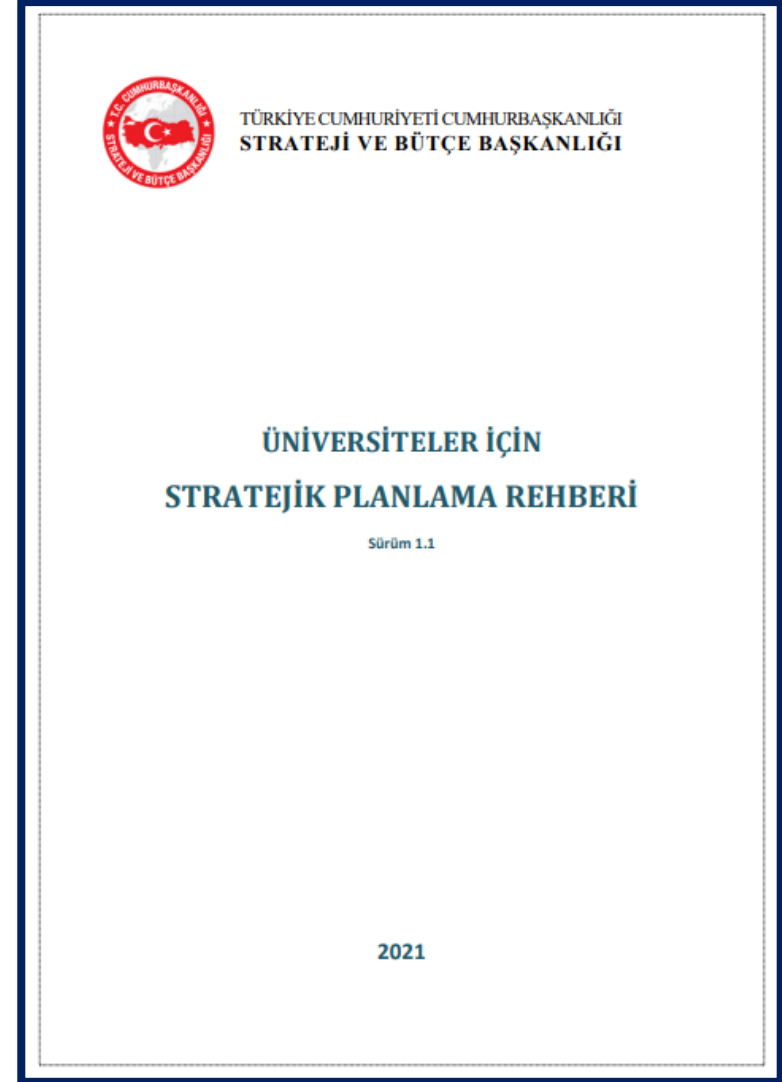 T.C. CUMHURBAŞKANLIĞI
STRATEJİ VE BÜTÇE BAŞKANLIĞI
TÜRKİYE CUMHURİYETİ CUMHURBAŞKANLIĞI
STRATEJİ VE BÜTÇE BAŞKANLIĞI
ÜNİVERSİTELER İÇİN
STRATEJİK PLANLAMA REHBERİ
Sürüm 1.1
2021